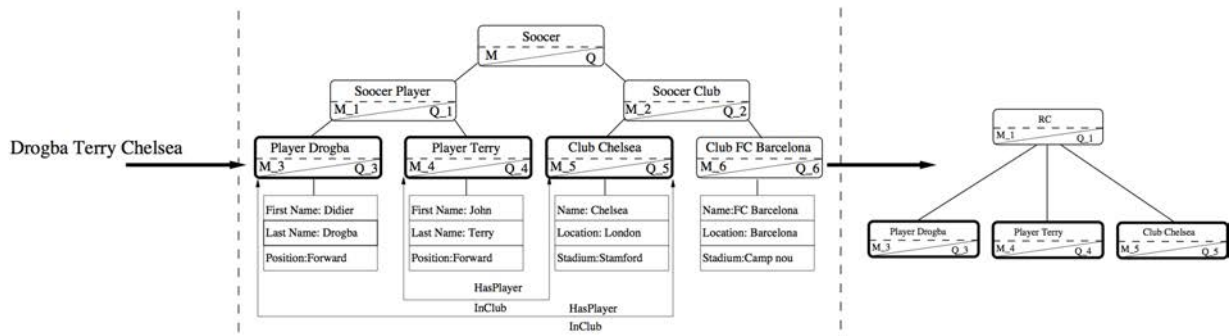 Soocer
M Q
Soocer Player
M_1 Q_1
Soocer Club
M_2 Q_2
Drogba Terry Chelsea
Player Drogba
M_3 Q_3
Player Terry
M_4 Q_4
Club Chelsea
M_5 Q_5
Club FC Barcelona
M_6 Q_6
First Name: Didier
Last Name: Drogba
Position:Forward
First Name: John
Last Name: Terry
Position:Forward
Name: Chelsea
Location: London
Stadium:Stamford
Name:FC Barcelona
Location: Barcelona
Stadium:Camp nou
HasPlayer
InClub
HasPlayer
InClub
RC
M_1 Q_1
Player Drogba
M_3 Q_3
Player Terry
M_4 Q_4
Club Chelsea
M_5 Q_5